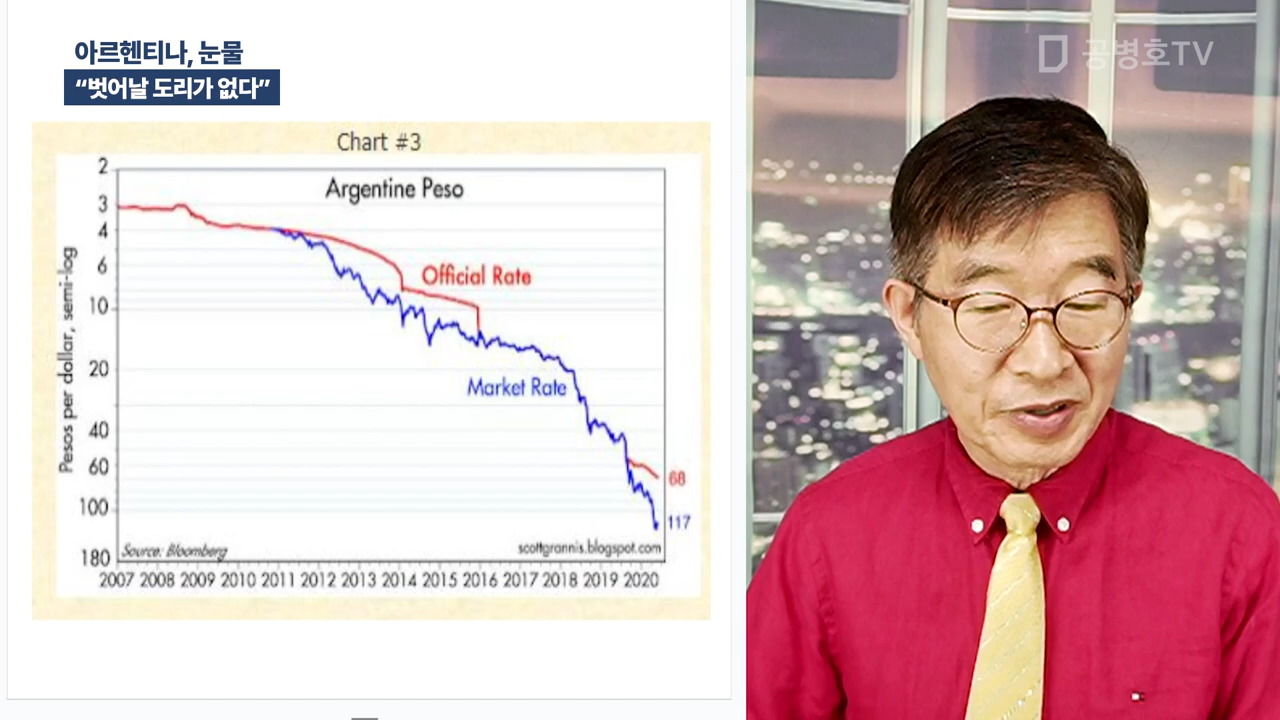 아르헨티나, 눈물
“벗어날 도리가 없다”
공병호TV
Chart #3
Argentine Peso
Pesos per dollar, semi-log
2
3
4
6
10
20
40
60
100
180
Official Rate
Market Rate
68
117
Source: Bloomberg
scottgrannis.blogspot.com
2007 2008 2009 2010 2011 2012 2013 2014 2015 2016 2017 2018 2019 2020